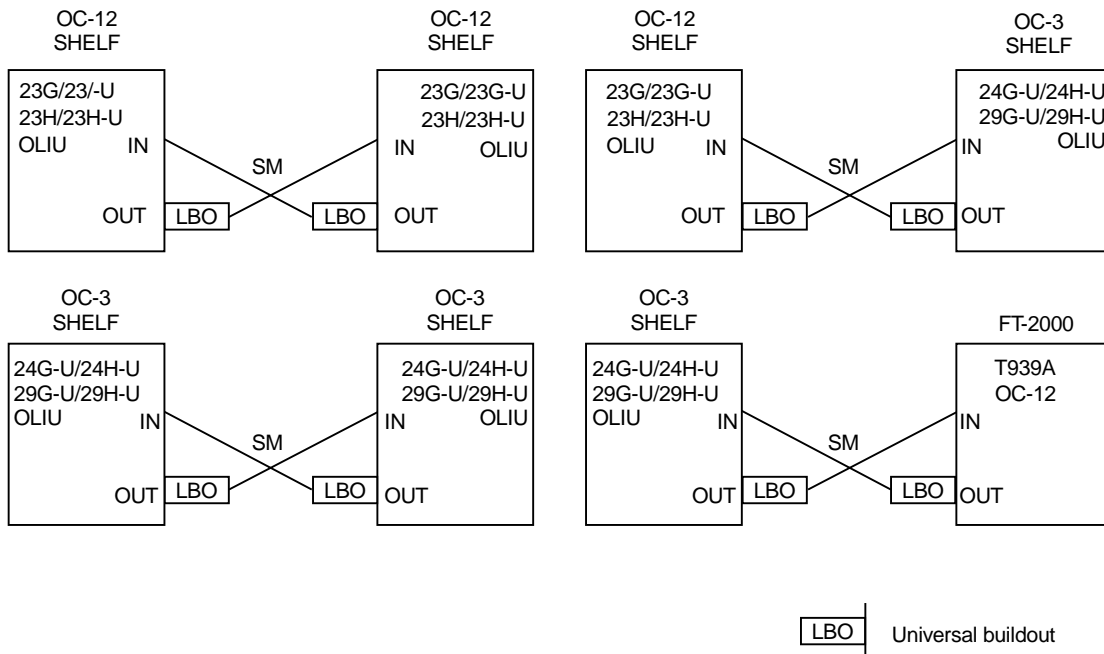 OC-12
SHELF
23G/23/-U
23H/23H-U
OLIU
IN
OUT
LBO
SM
LBO
OC-12
SHELF
23G/23G-U
23H/23H-U
IN
OLIU
OUT
OC-12
SHELF
23G/23G-U
23H/23H-U
OLIU
IN
OUT
LBO
SM
LBO
OC-3
SHELF
24G-U/24H-U
29G-U/29H-U
OLIU
IN
OUT
OC-3
SHELF
24G-U/24H-U
29G-U/29H-U
OLIU
IN
OUT
LBO
SM
LBO
OC-3
SHELF
24G-U/24H-U
29G-U/29H-U
IN
OLIU
OUT
OC-3
SHELF
24G-U/24H-U
29G-U/29H-U
OLIU
IN
OUT
LBO
SM
LBO
FT-2000
T939A
OC-12
IN
OUT
LBO
Universal buildout